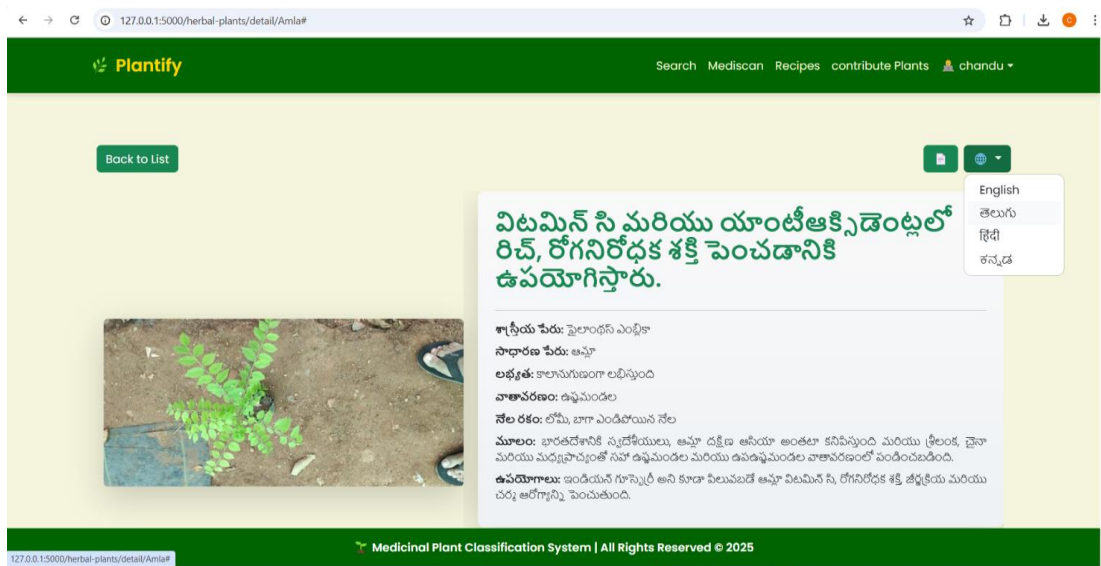 127.0.0.1:5000/herbal-plants/detail/Amla#
Plantify
Search Mediscan Recipes contribute Plants chandu
Back to List
English
తెలుగు
हिंदी
ಕನ್ನಡ
విటమిన్ సి మరియు యాంటీఆక్సిడెంట్లలో
రిచ్, రోగనిరోధక శక్తి పెంచడానికి
ఉపయోగిస్తారు.
శాస్త్రీయ పేరు: ఫైలాంథస్ ఎంబ్లికా
సాధారణ పేరు: ఆమ్లా
లభ్యత: కాలానుగుణంగా లభిస్తుంది
వాతావరణం: ఉష్ణమండల
నేల రకం: లోమీ, బాగా ఎండిపోయిన నేల
మూలం: భారతదేశానికి స్వదేశీయులు, ఆమ్లా దక్షిణ ఆసియా అంతటా కనిపిస్తుంది మరియు శ్రీలంక, చైనా
మరియు మధ్యప్రాచ్యంతో సహా ఉష్ణమండల మరియు ఉపఉష్ణమండల వాతావరణంలో పండించబడింది.
ఉపయోగాలు: ఇండియన్ గూస్బెర్రీ అని కూడా పిలువబడే ఆమ్లా విటమిన్ సి, రోగనిరోధక శక్తి, జీర్ణక్రియ మరియు
చర్మ ఆరోగ్యాన్ని పెంచుతుంది.
Medicinal Plant Classification System | All Rights Reserved © 2025
127.0.0.1:5000/herbal-plants/detail/Amla#